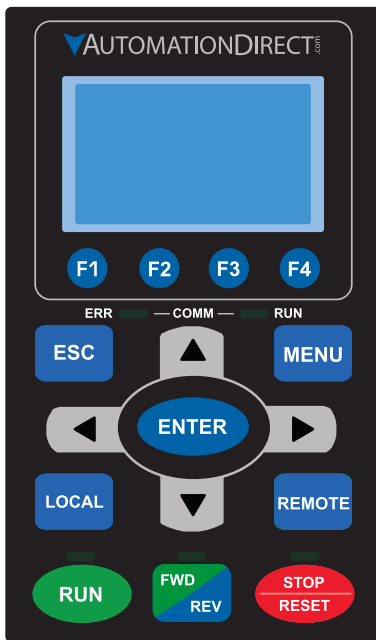 AUTOMATIONDIRECT.com
F1 F2 F3 F4
ERR — COMM — RUN
ESC
MENU
ENTER
LOCAL
REMOTE
RUN
FWD
REV
STOP
RESET